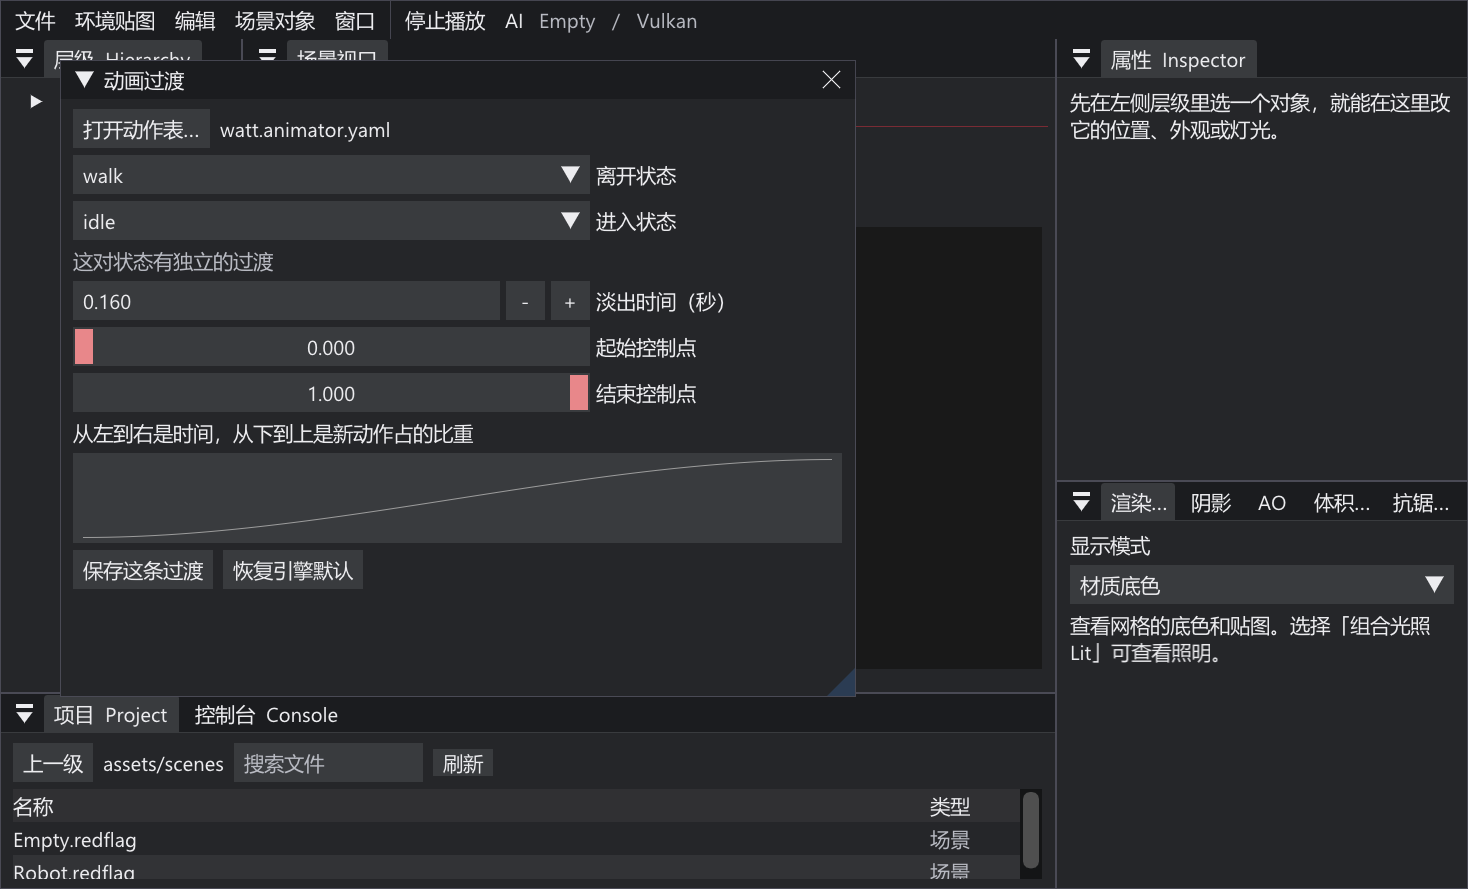 文件 环境贴图 编辑 场景对象 窗口 停止播放 AI Empty / Vulkan
层级 Hierarchy
场景视口
属性 Inspector
动画过渡
打开动作表... watt.animator.yaml
walk 离开状态
idle 进入状态
这对状态有独立的过渡
0.160 - + 淡出时间（秒）
0.000 起始控制点
1.000 结束控制点
从左到右是时间，从下到上是新动作占的比重
保存这条过渡 恢复引擎默认
先在左侧层级里选一个对象，就能在这里改
它的位置、外观或灯光。
渲染... 阴影 AO 体积... 抗锯...
显示模式
材质底色
查看网格的底色和贴图。选择「组合光照
Lit」可查看照明。
项目 Project 控制台 Console
上一级 assets/scenes 搜索文件 刷新
名称 类型
Empty.redflag 场景
Robot.redflag 场景